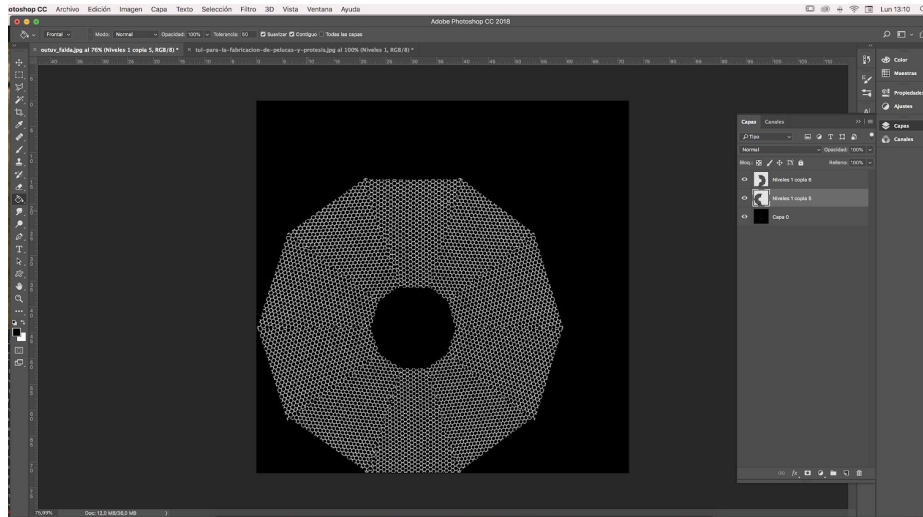 otoshop CC Archivo Edición Imagen Capa Texto Selección Filtro 3D Vista Ventana Ayuda Lun 13:10
Adobe Photoshop CC 2018
Frontal Modo: Normal Opacidad: 100% Tolerancia: 50 Suavizar Contiguo Todas las capas
× outuv_falda.jpg al 76% (Niveles 1 copia 5, RGB/8) * × tul-para-la-fabricacion-de-pelucas-y-protesis.jpg al 100% (Niveles 1, RGB/8) *
Color
Muestras
Propiedades
Ajustes
Capas
Canales
Capas Canales
Tipo
Normal Opacidad: 100%
Bloq.: Relleno: 100%
Niveles 1 copia 6
Niveles 1 copia 5
Capa 0
fx
75,99% Doc: 12,0 MB/36,0 MB